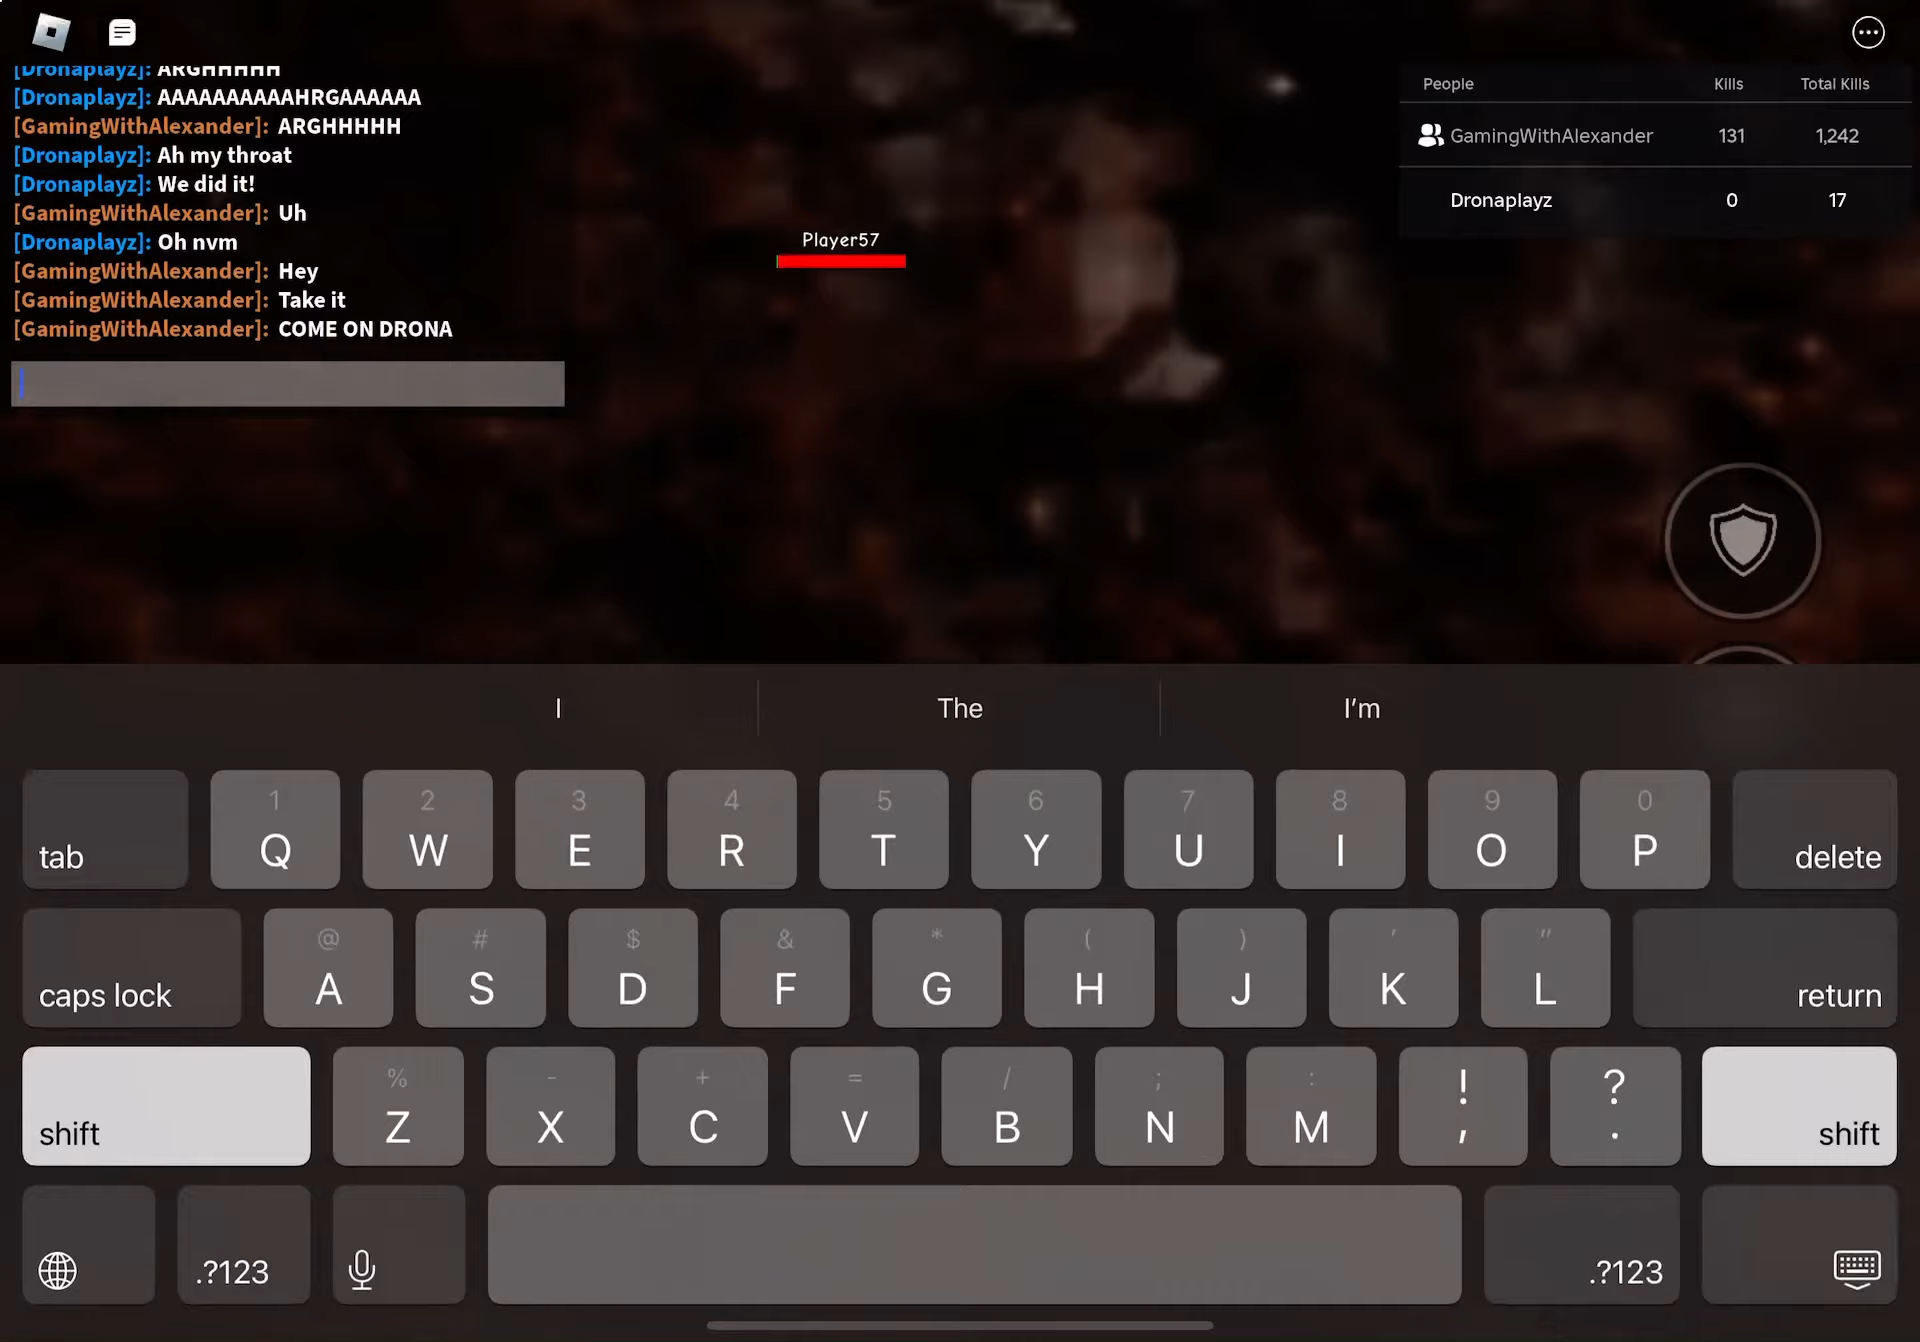 [Dronaplayz]: ARGHHHHH
[Dronaplayz]: AAAAAAAAAAHRGAAAAAA
[GamingWithAlexander]: ARGHHHHH
[Dronaplayz]: Ah my throat
[Dronaplayz]: We did it!
[GamingWithAlexander]: Uh
[Dronaplayz]: Oh nvm
[GamingWithAlexander]: Hey
[GamingWithAlexander]: Take it
[GamingWithAlexander]: COME ON DRONA
People Kills Total Kills
GamingWithAlexander 131 1,242
Dronaplayz 0 17
Player57
I The I'm
1 2 3 4 5 6 7 8 9 0
tab Q W E R T Y U I O P delete
@ # $ & * ( ) ' "
caps lock A S D F G H J K L return
% - + = / ; : ! ?
shift Z X C V B N M , . shift
.?123 .?123